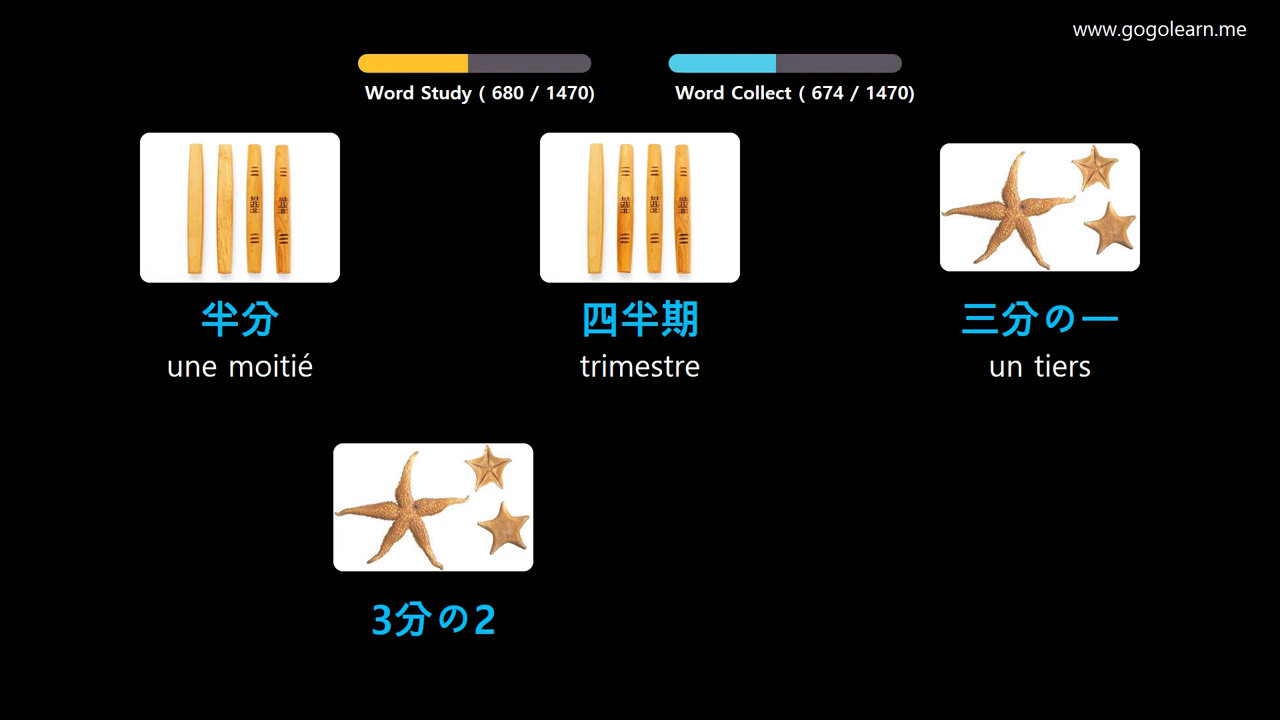 www.gogolearn.me
Word Study ( 680 / 1470)
Word Collect ( 674 / 1470)
半分
une moitié
四半期
trimestre
三分の一
un tiers
3分の2